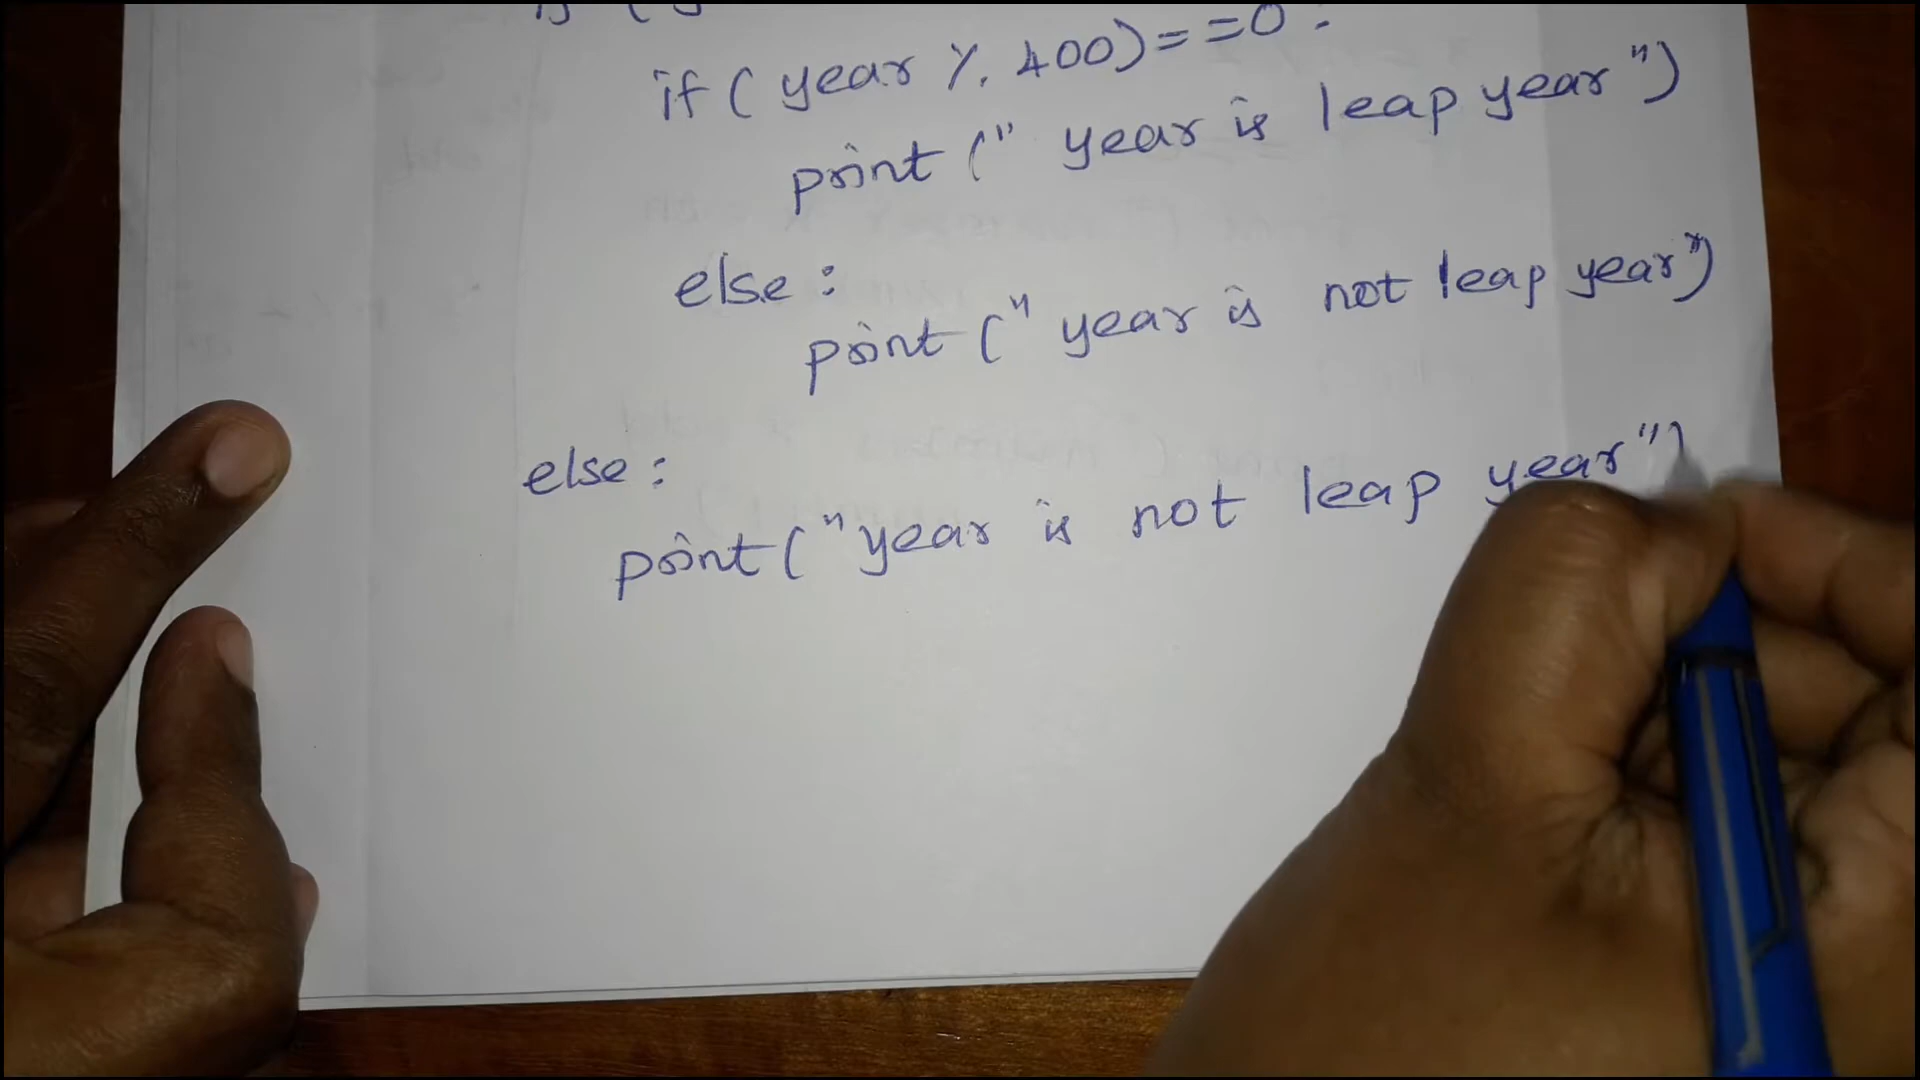 if ( year % 400) = =0 :
print (" year is leap year")
else :
print (" year is not leap year")
else :
print ("year is not leap year")